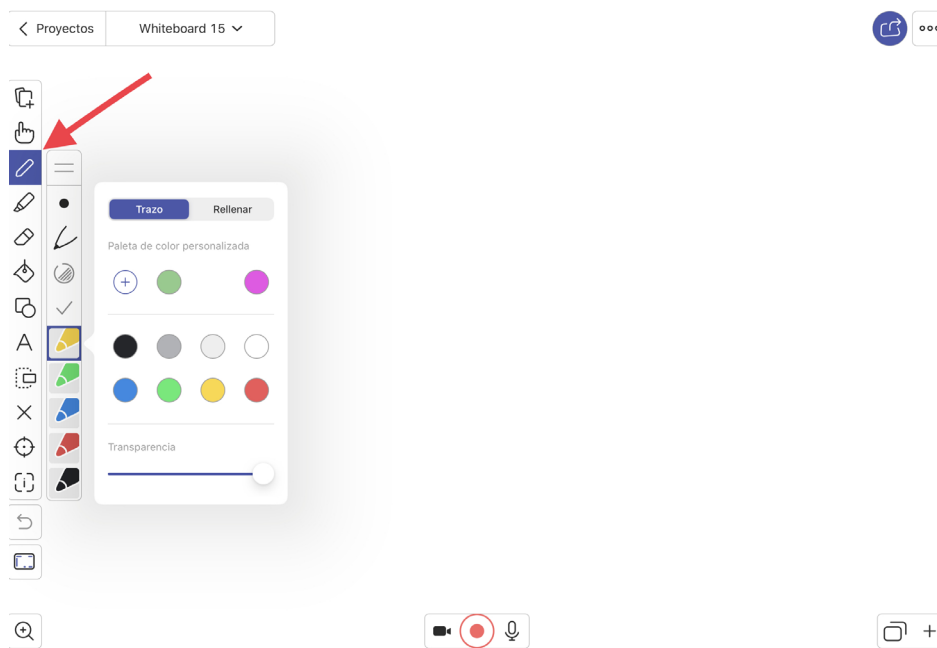 Proyectos
Whiteboard 15
Trazo
Rellenar
Paleta de color personalizada
Transparencia